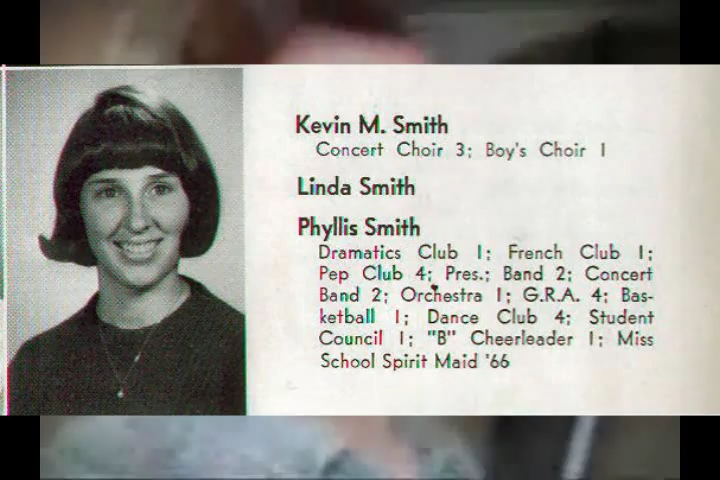 Kevin M. Smith
Concert Choir 3; Boy's Choir 1
Linda Smith
Phyllis Smith
Dramatics Club 1; French Club 1;
Pep Club 4; Pres.; Band 2; Concert
Band 2; Orchestra 1; G.R.A. 4; Bas-
ketball 1; Dance Club 4; Student
Council 1; "B" Cheerleader 1; Miss
School Spirit Maid '66